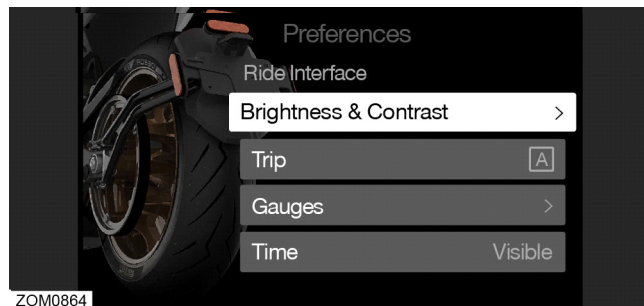 Preferences
Ride Interface
Brightness & Contrast >
Trip A
Gauges >
Time Visible
ZOM0864